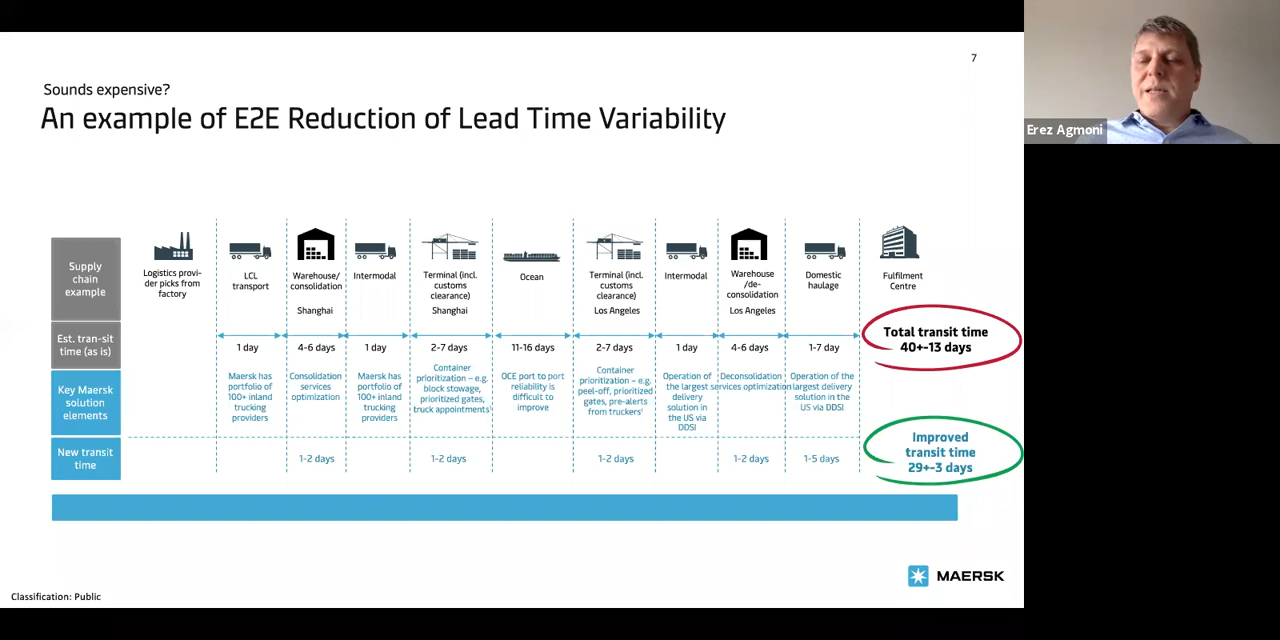 7
Sounds expensive?
An example of E2E Reduction of Lead Time Variability
Erez Agmoni
Supply
chain
example
Logistics provi-
der picks from
factory
LCL
transport
Warehouse/
consolidation
Shanghai
Intermodal
Terminal (incl.
customs
clearance)
Shanghai
Ocean
Terminal (incl.
customs
clearance)
Los Angeles
Intermodal
Warehouse
/de-
consolidation
Los Angeles
Domestic
haulage
Fulfilment
Centre
Est. tran-sit
time (as is)
1 day
4-6 days
1 day
2-7 days
11-16 days
2-7 days
1 day
4-6 days
1-7 day
Total transit time
40+-13 days
Key Maersk
solution
elements
Maersk has
portfolio of
100+ inland
trucking
providers
Consolidation
services
optimization
Maersk has
portfolio of
100+ inland
trucking
providers
Container
prioritization – e.g.
block stowage,
prioritized gates,
truck appointments¹
OCE port to port
reliability is
difficult to
improve
Container
prioritization – e.g.
peel-off, prioritized
gates, pre-alerts
from truckers¹
Operation of
the largest
delivery
solution in
the US via
DDSI
Deconsolidation
services optimization
Operation of the
largest delivery
solution in the
US via DDSI
New transit
time
1-2 days
1-2 days
1-2 days
1-2 days
1-5 days
Improved
transit time
29+-3 days
MAERSK
Classification: Public